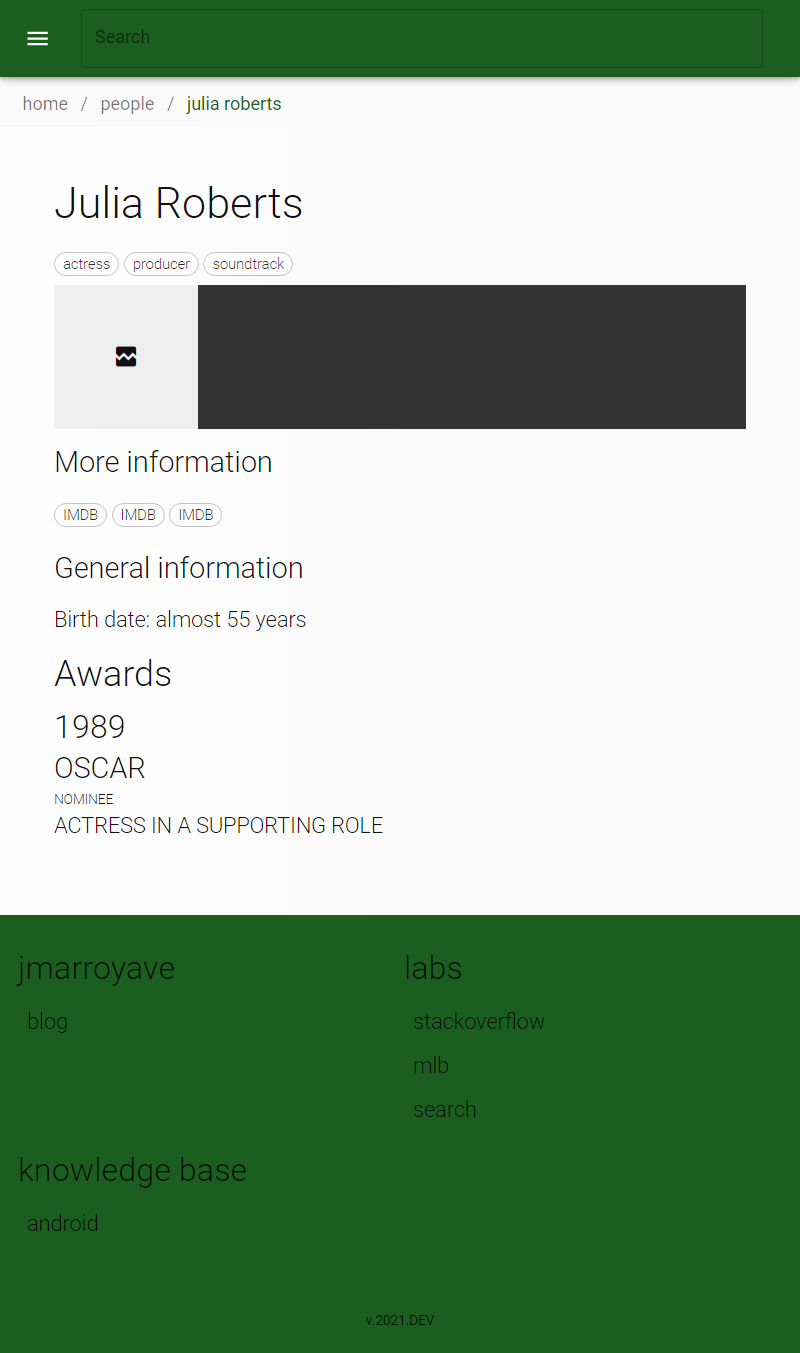 Search
home / people / julia roberts
Julia Roberts
actress producer soundtrack
More information
IMDB IMDB IMDB
General information
Birth date: almost 55 years
Awards
1989
OSCAR
NOMINEE
ACTRESS IN A SUPPORTING ROLE
jmarroyave
blog
labs
stackoverflow
mlb
search
knowledge base
android
v.2021.DEV